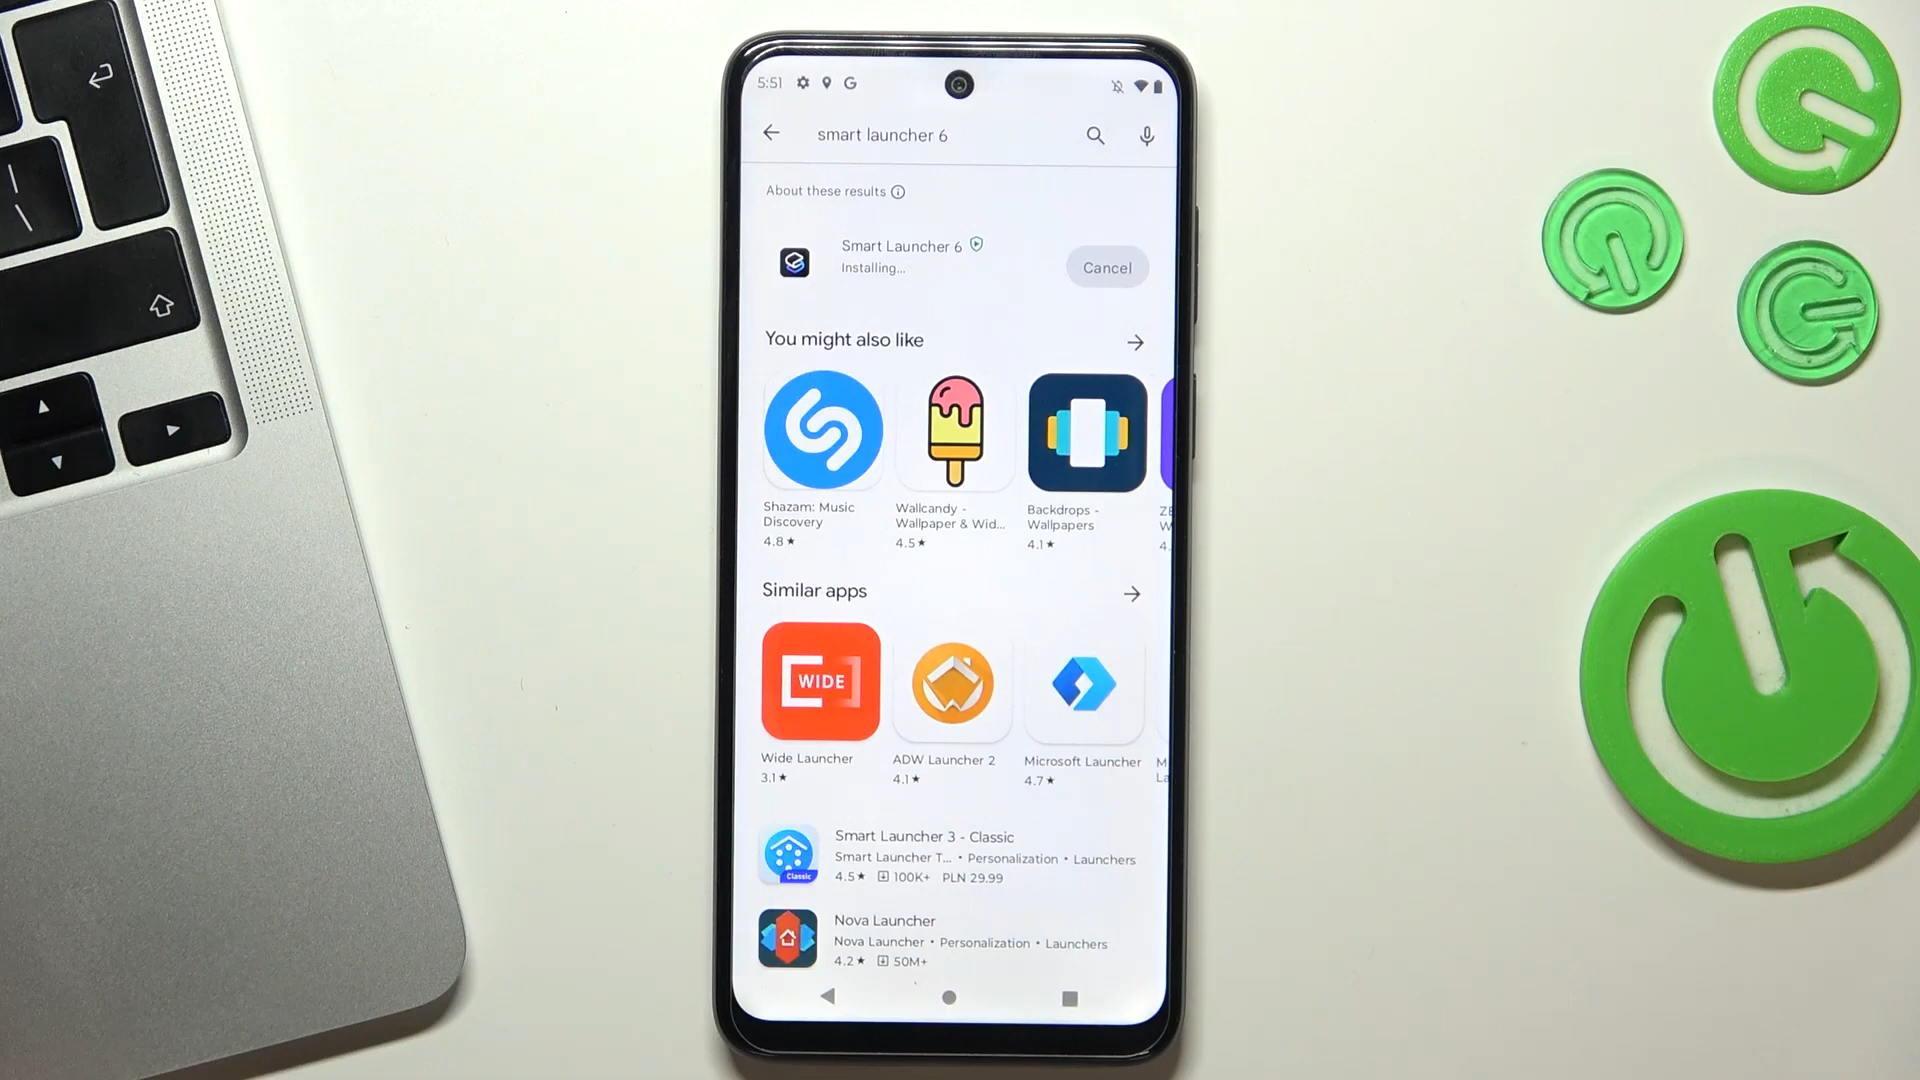 5:51
smart launcher 6
About these results
Smart Launcher 6
Installing...
Cancel
You might also like
Shazam: Music
Discovery
4.8★
Wallcandy -
Wallpaper & Wid...
4.5★
Backdrops -
Wallpapers
4.1★
ZE
W
4.
Similar apps
WIDE
Wide Launcher
3.1★
ADW Launcher 2
4.1★
Microsoft Launcher
4.7★
M
La
Smart Launcher 3 - Classic
Smart Launcher T... • Personalization • Launchers
4.5★ 100K+ PLN 29.99
Classic
Nova Launcher
Nova Launcher • Personalization • Launchers
4.2★ 50M+